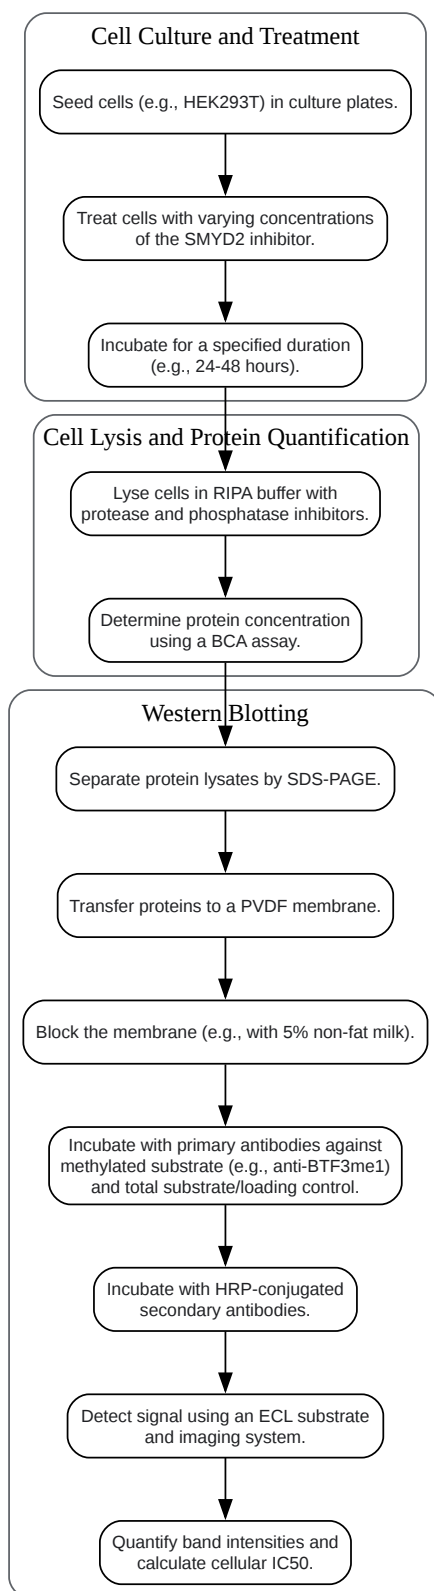 Cell Culture and Treatment
Seed cells (e.g., HEK293T) in culture plates.
Treat cells with varying concentrations
of the SMYD2 inhibitor.
Incubate for a specified duration
(e.g., 24-48 hours).
Cell Lysis and Protein Quantification
Lyse cells in RIPA buffer with
protease and phosphatase inhibitors.
Determine protein concentration
using a BCA assay.
Western Blotting
Separate protein lysates by SDS-PAGE.
Transfer proteins to a PVDF membrane.
Block the membrane (e.g., with 5% non-fat milk).
Incubate with primary antibodies against
methylated substrate (e.g., anti-BTF3me1)
and total substrate/loading control.
Incubate with HRP-conjugated
secondary antibodies.
Detect signal using an ECL substrate
and imaging system.
Quantify band intensities and
calculate cellular IC50.